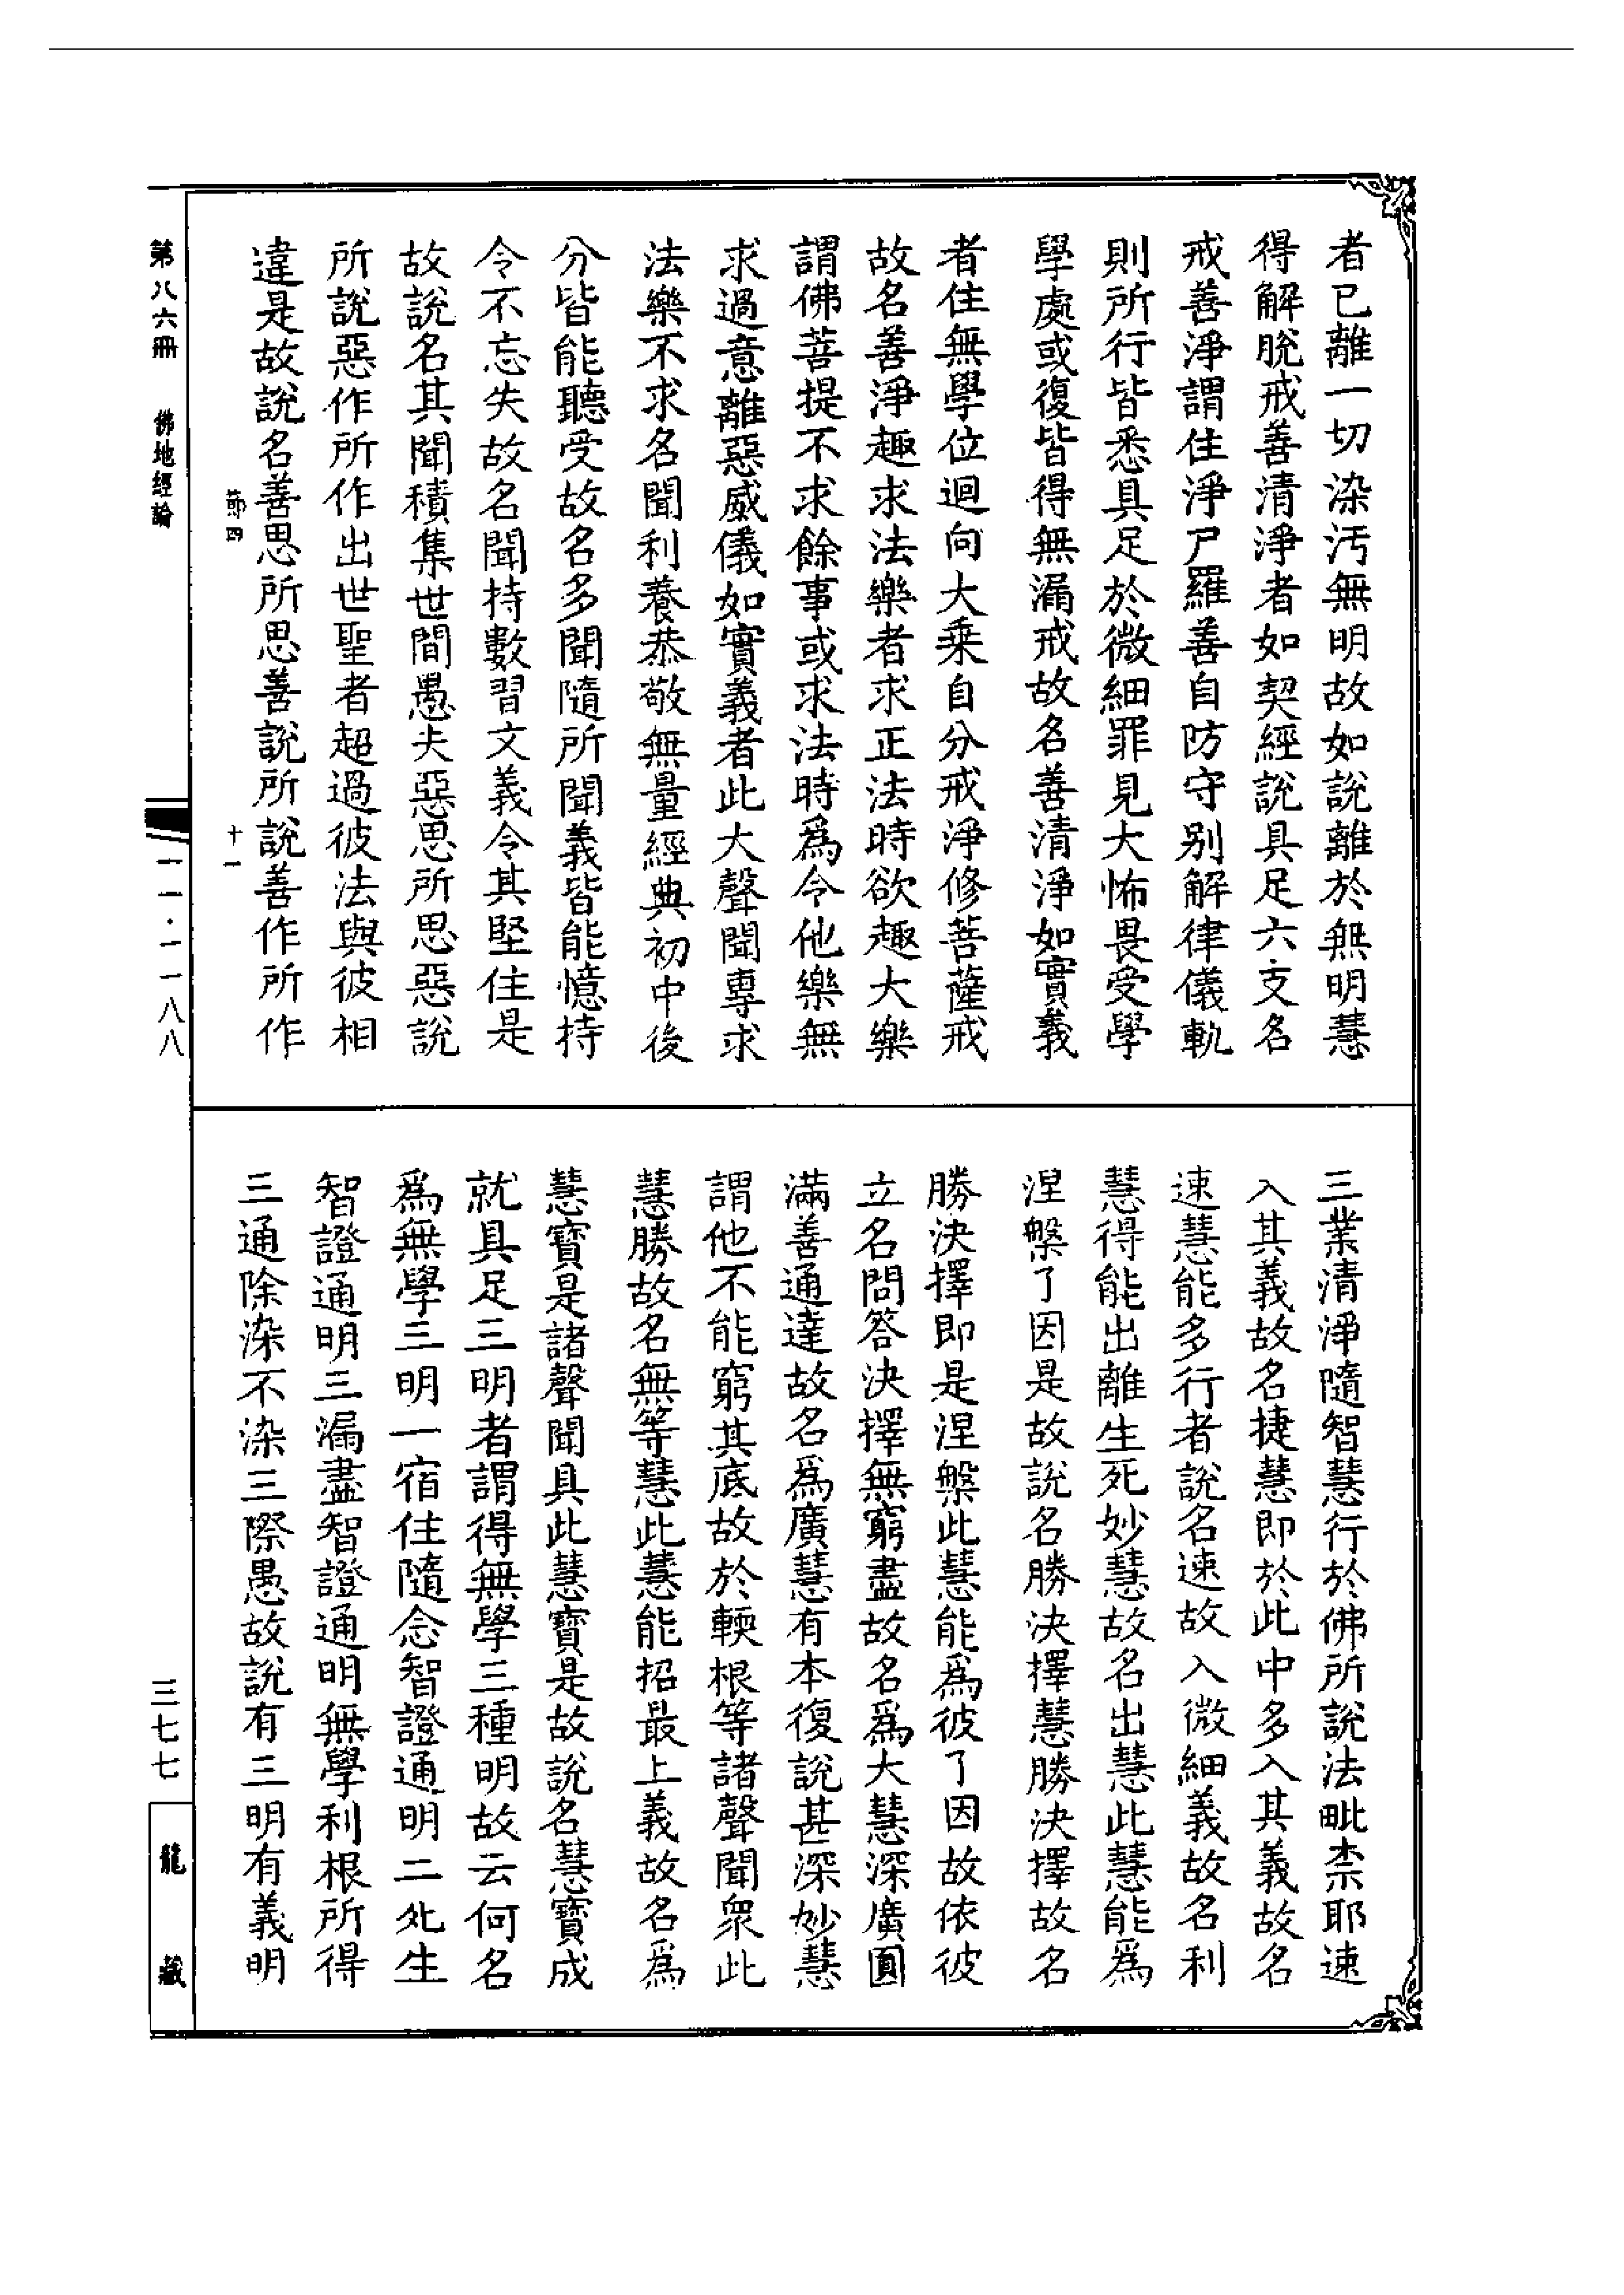 者已離一切染汚無明故如說離於無明慧
得解脫戒善清淨者如契經說具足六支名
戒善淨謂住淨尸羅善自防守别解律儀軌
則所行皆悉具足於微細罪見大怖畏受學
學處或復皆得無漏戒故名善清淨如實義
者住無學位迴向大乘自分戒淨修菩薩戒
故名善淨趣求法樂者求正法時欲趣大樂
謂佛菩提不求餘事或求法時爲令他樂無
求過意離惡威儀如實義者此大聲聞專求
法樂不求名聞利養恭敬無量經典初中後
分皆能聽受故名多聞隨所聞義皆能憶持
令不忘失故名聞持數習文義令其堅住是
故說名其聞積集世間愚夫惡思所思惡說
所說惡作所作出世聖者超過彼法與彼相
違是故說名善思所思善說所說善作所作
節四
十一
三業清淨隨智慧行於佛所說法毗柰耶速
入其義故名捷慧即於此中多入其義故名
速慧能多行者說名速故入微細義故名利
慧得能出離生死妙慧故名出慧此慧能爲
涅槃了因是故說名勝決擇慧勝決擇故名
勝決擇即是涅槃此慧能爲彼了因故依彼
立名問答決擇無窮盡故名爲大慧深廣圓
滿善通達故名爲廣慧有本復說甚深妙慧
謂他不能窮其底故於輭根等諸聲聞衆此
慧勝故名無等慧此慧能招最上義故名爲
慧寶是諸聲聞具此慧寶是故說名慧寶成
就具足三明者謂得無學三種明故云何名
爲無學三明一宿住隨念智證通明二死生
智證通明三漏盡智證通明無學利根所得
三通除染不染三際愚故說有三明有義明
第八六冊 佛地經論
一一·一一八八
三七七
龍藏